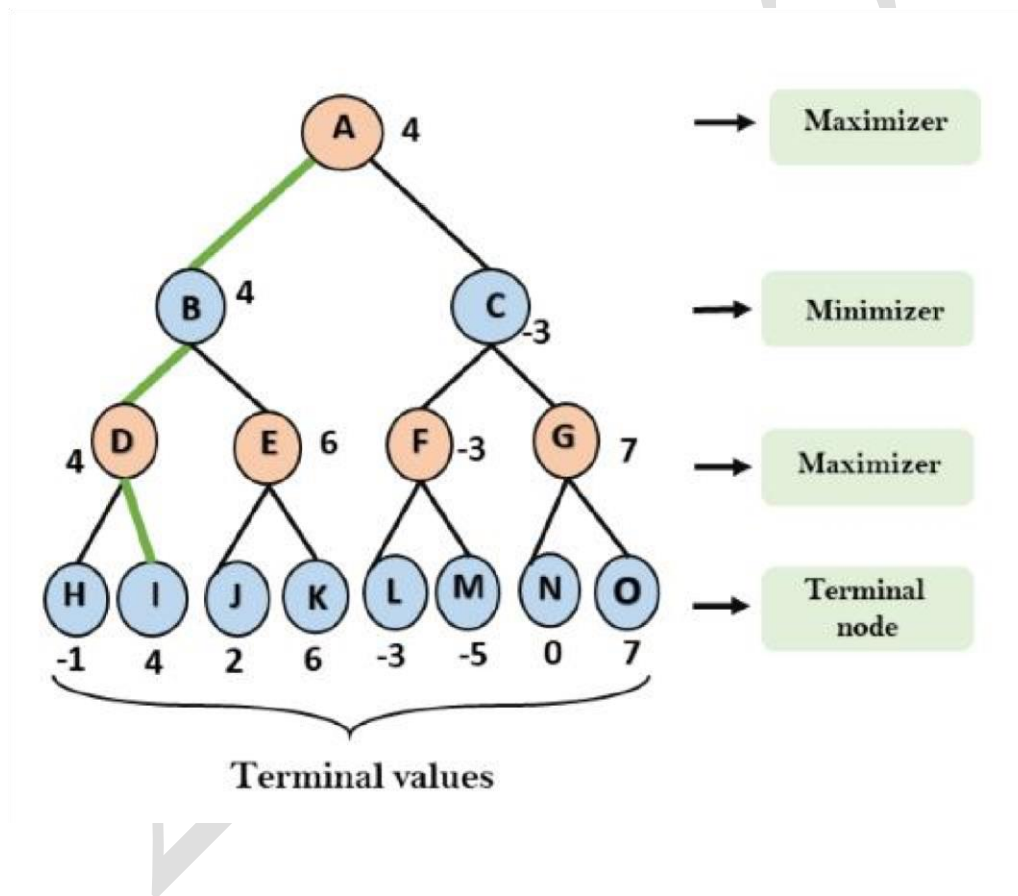 A 4 Maximizer
B 4 C -3 Minimizer
4 D E 6 F -3 G 7 Maximizer
H I J K L M N O Terminal
node
-1 4 2 6 -3 -5 0 7
Terminal values